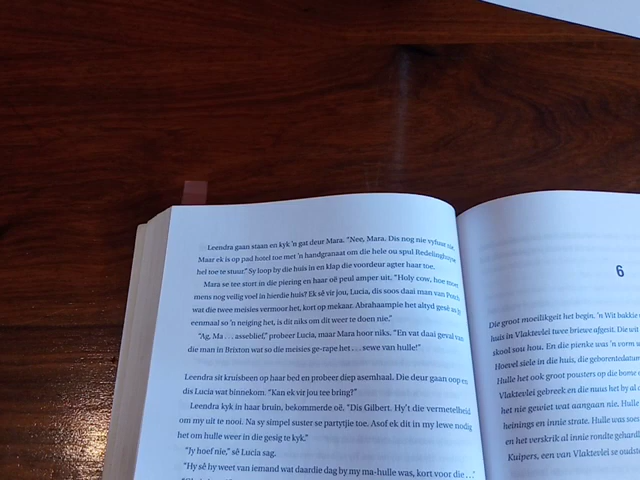 Leendra gaan staan en kyk 'n gat deur Mara. "Nee, Mara. Dis nog nie vyfuur nie.
Maar ek is op pad hotel toe met 'n handgranaat om die hele ou spul Redelinghuyse
hel toe te stuur." Sy loop by die huis in en klap die voordeur agter haar toe.
Mara se tee stort in die piering en haar oë peul amper uit. "Holy cow, hoe moet
mens nog veilig voel in hierdie huis? Ek sê vir jou, Lucia, dis soos daai man van
wat die twee meisies vermoor het, kort op mekaar. Abrahaampie het altyd gesê as jy
eenmaal so 'n neiging het, is dit niks om dit weer te doen nie."
"Ag, Ma . . . asseblief," probeer Lucia, maar Mara hoor niks. "En wat daai geval van
die man in Brixton wat so die meisies ge-rape het . . . sewe van hulle!"
Leendra sit kruisbeen op haar bed en probeer diep asemhaal. Die deur gaan oop en
dis Lucia wat binnekom. "Kan ek vir jou tee bring?"
Leendra kyk in haar bruin, bekommerde oë. "Dis Gilbert. Hy't die vermetelheid
om my uit te nooi. Na sy simpel suster se partytjie toe. Asof ek dit in my lewe nodig
het om hulle weer in die gesig te kyk."
"Jy hoef nie," sê Lucia sag.
"Hy sê hy weet van iemand wat daardie dag by my ma-hulle was, kort voor die . . ."
6
Die groot moeilikgeit het begin. 'n Wit bakkie
huis in Vlaktevlei twee briewe afgesit. Die wit
skool sou hou. En die pienke was 'n vorm
Hoevel siele in die huis, die geborentedatum
Hulle het ook groot pousters op die bome
Vlaktevlei gebreek en die nuus het by al
het nie gewiet wat aangaan nie. Hulle
heinings en innie strate. Hulle was soes
en het verskrik al innie rondte gehardl
Kuipers, een van Vlaktevlei se oudste